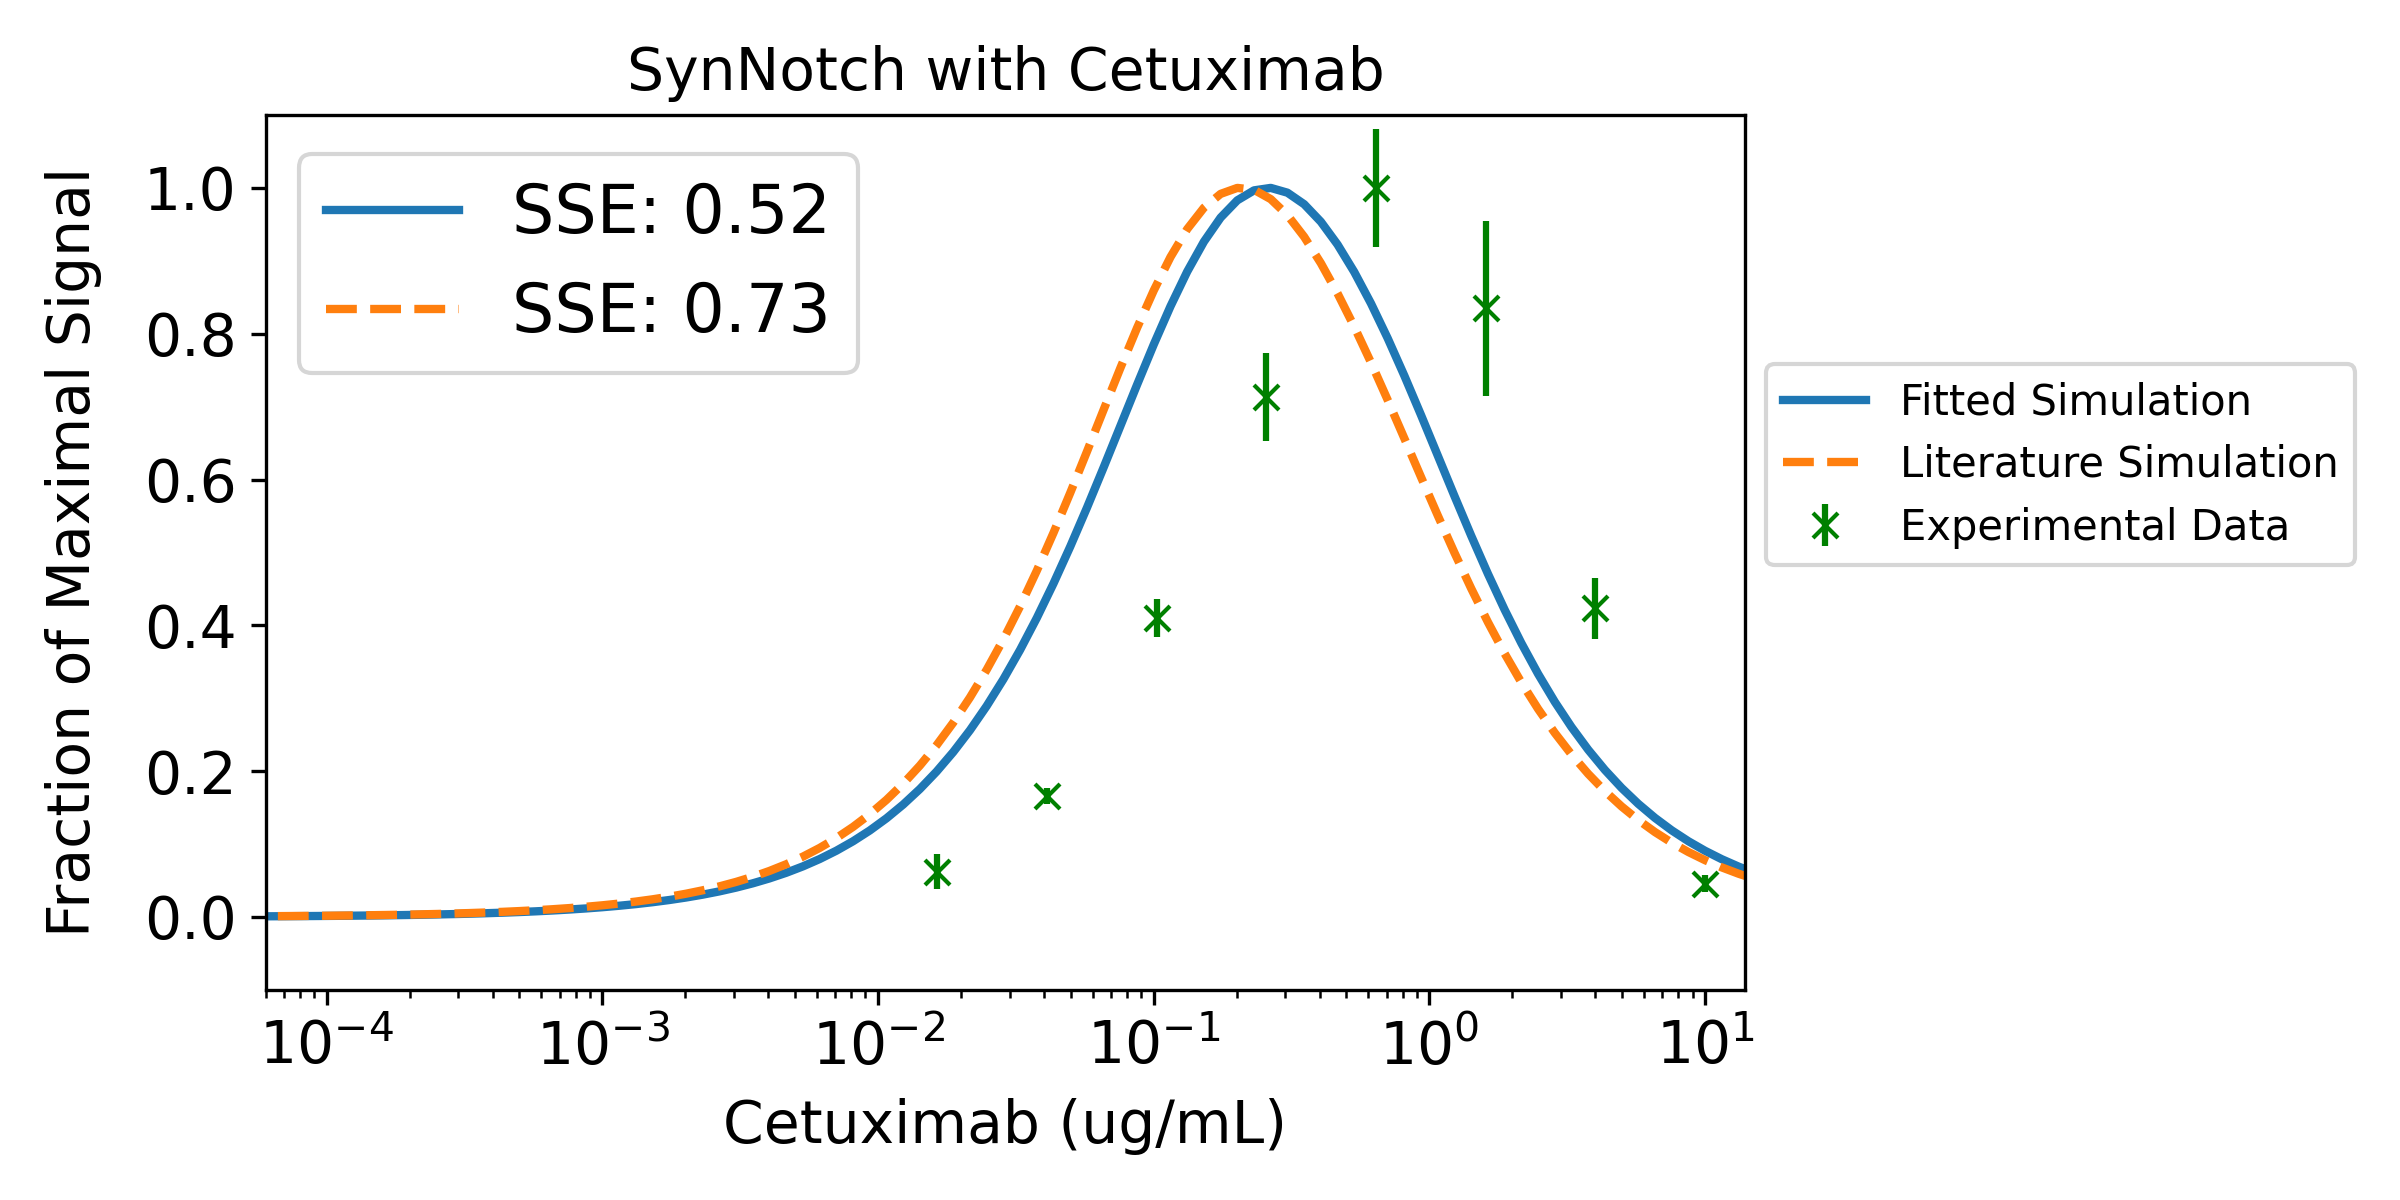 SynNotch with Cetuximab
SSE: 0.52
SSE: 0.73
Fraction of Maximal Signal
1.0
0.8
0.6
0.4
0.2
0.0
10⁻⁴
10⁻³
10⁻²
10⁻¹
10⁰
10¹
Cetuximab (ug/mL)
Fitted Simulation
Literature Simulation
Experimental Data